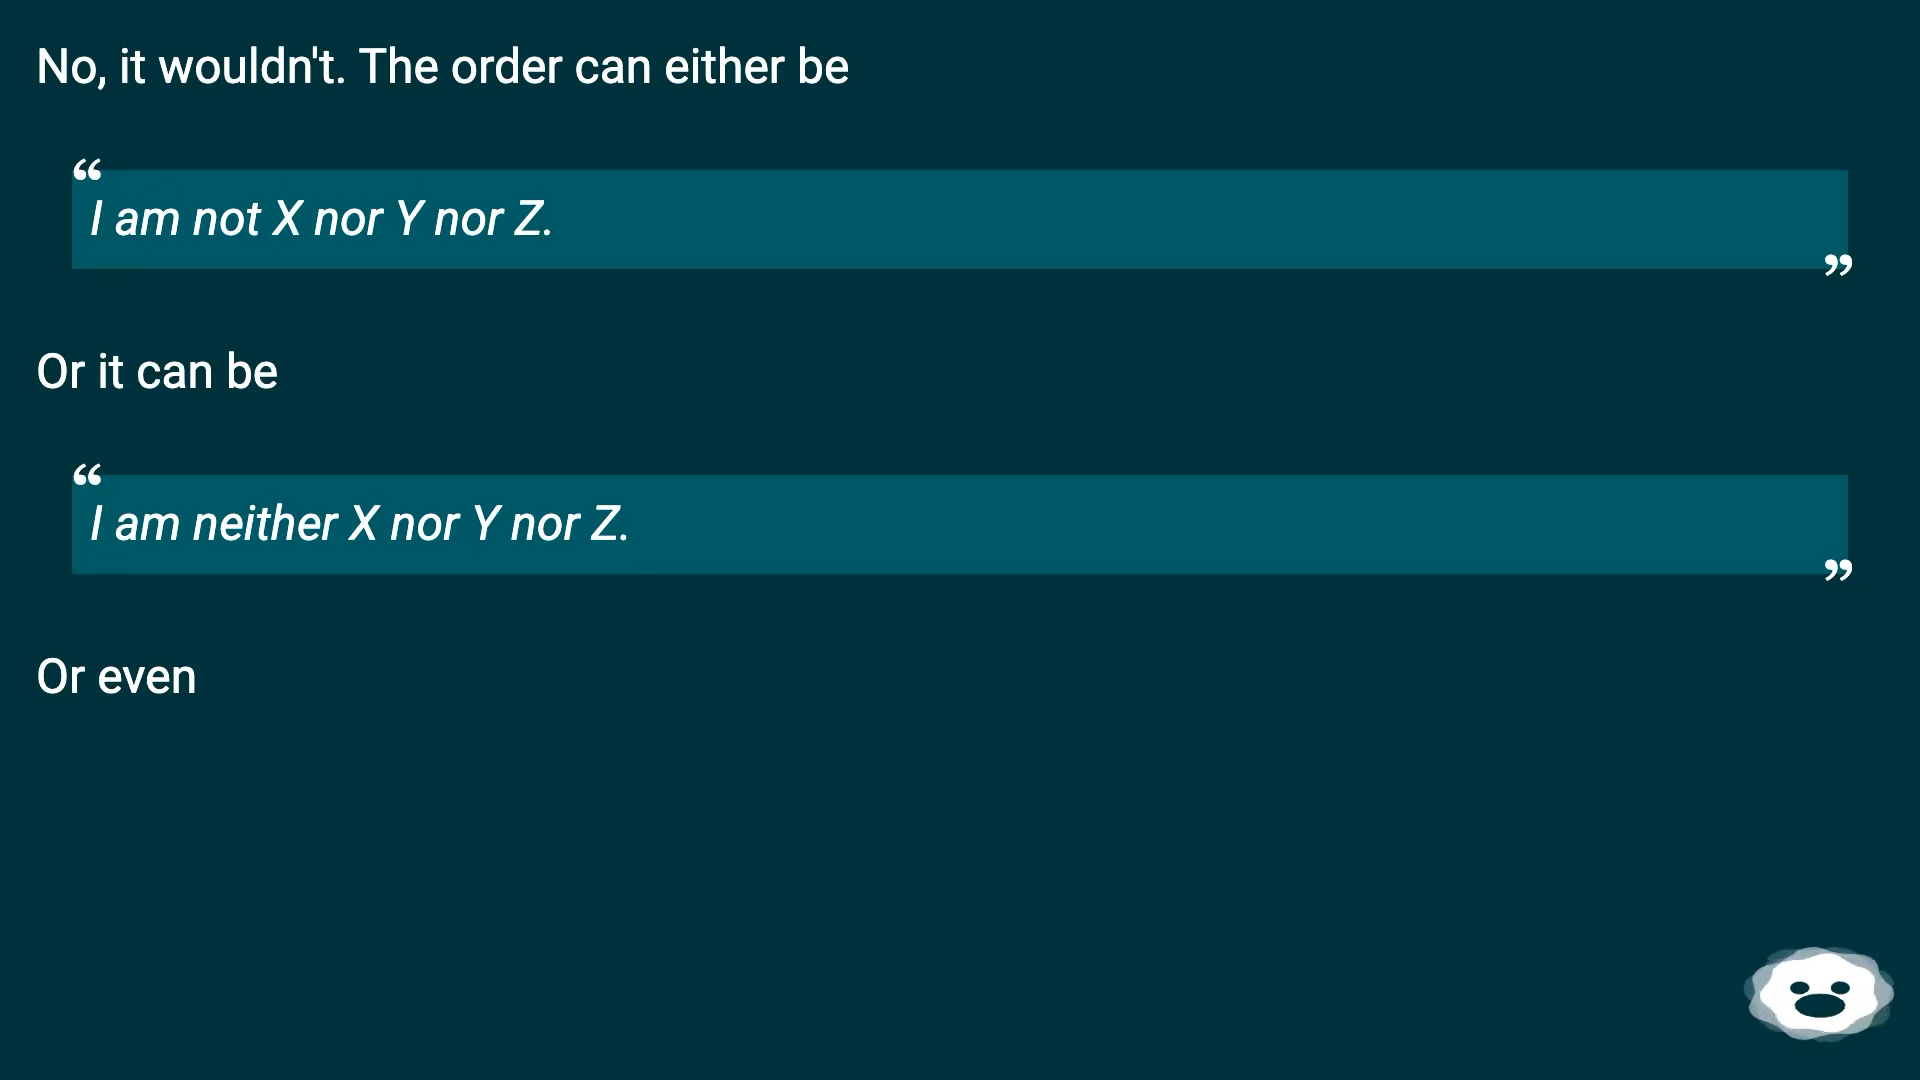 No, it wouldn't. The order can either be
“
I am not X nor Y nor Z.
”
Or it can be
“
I am neither X nor Y nor Z.
”
Or even